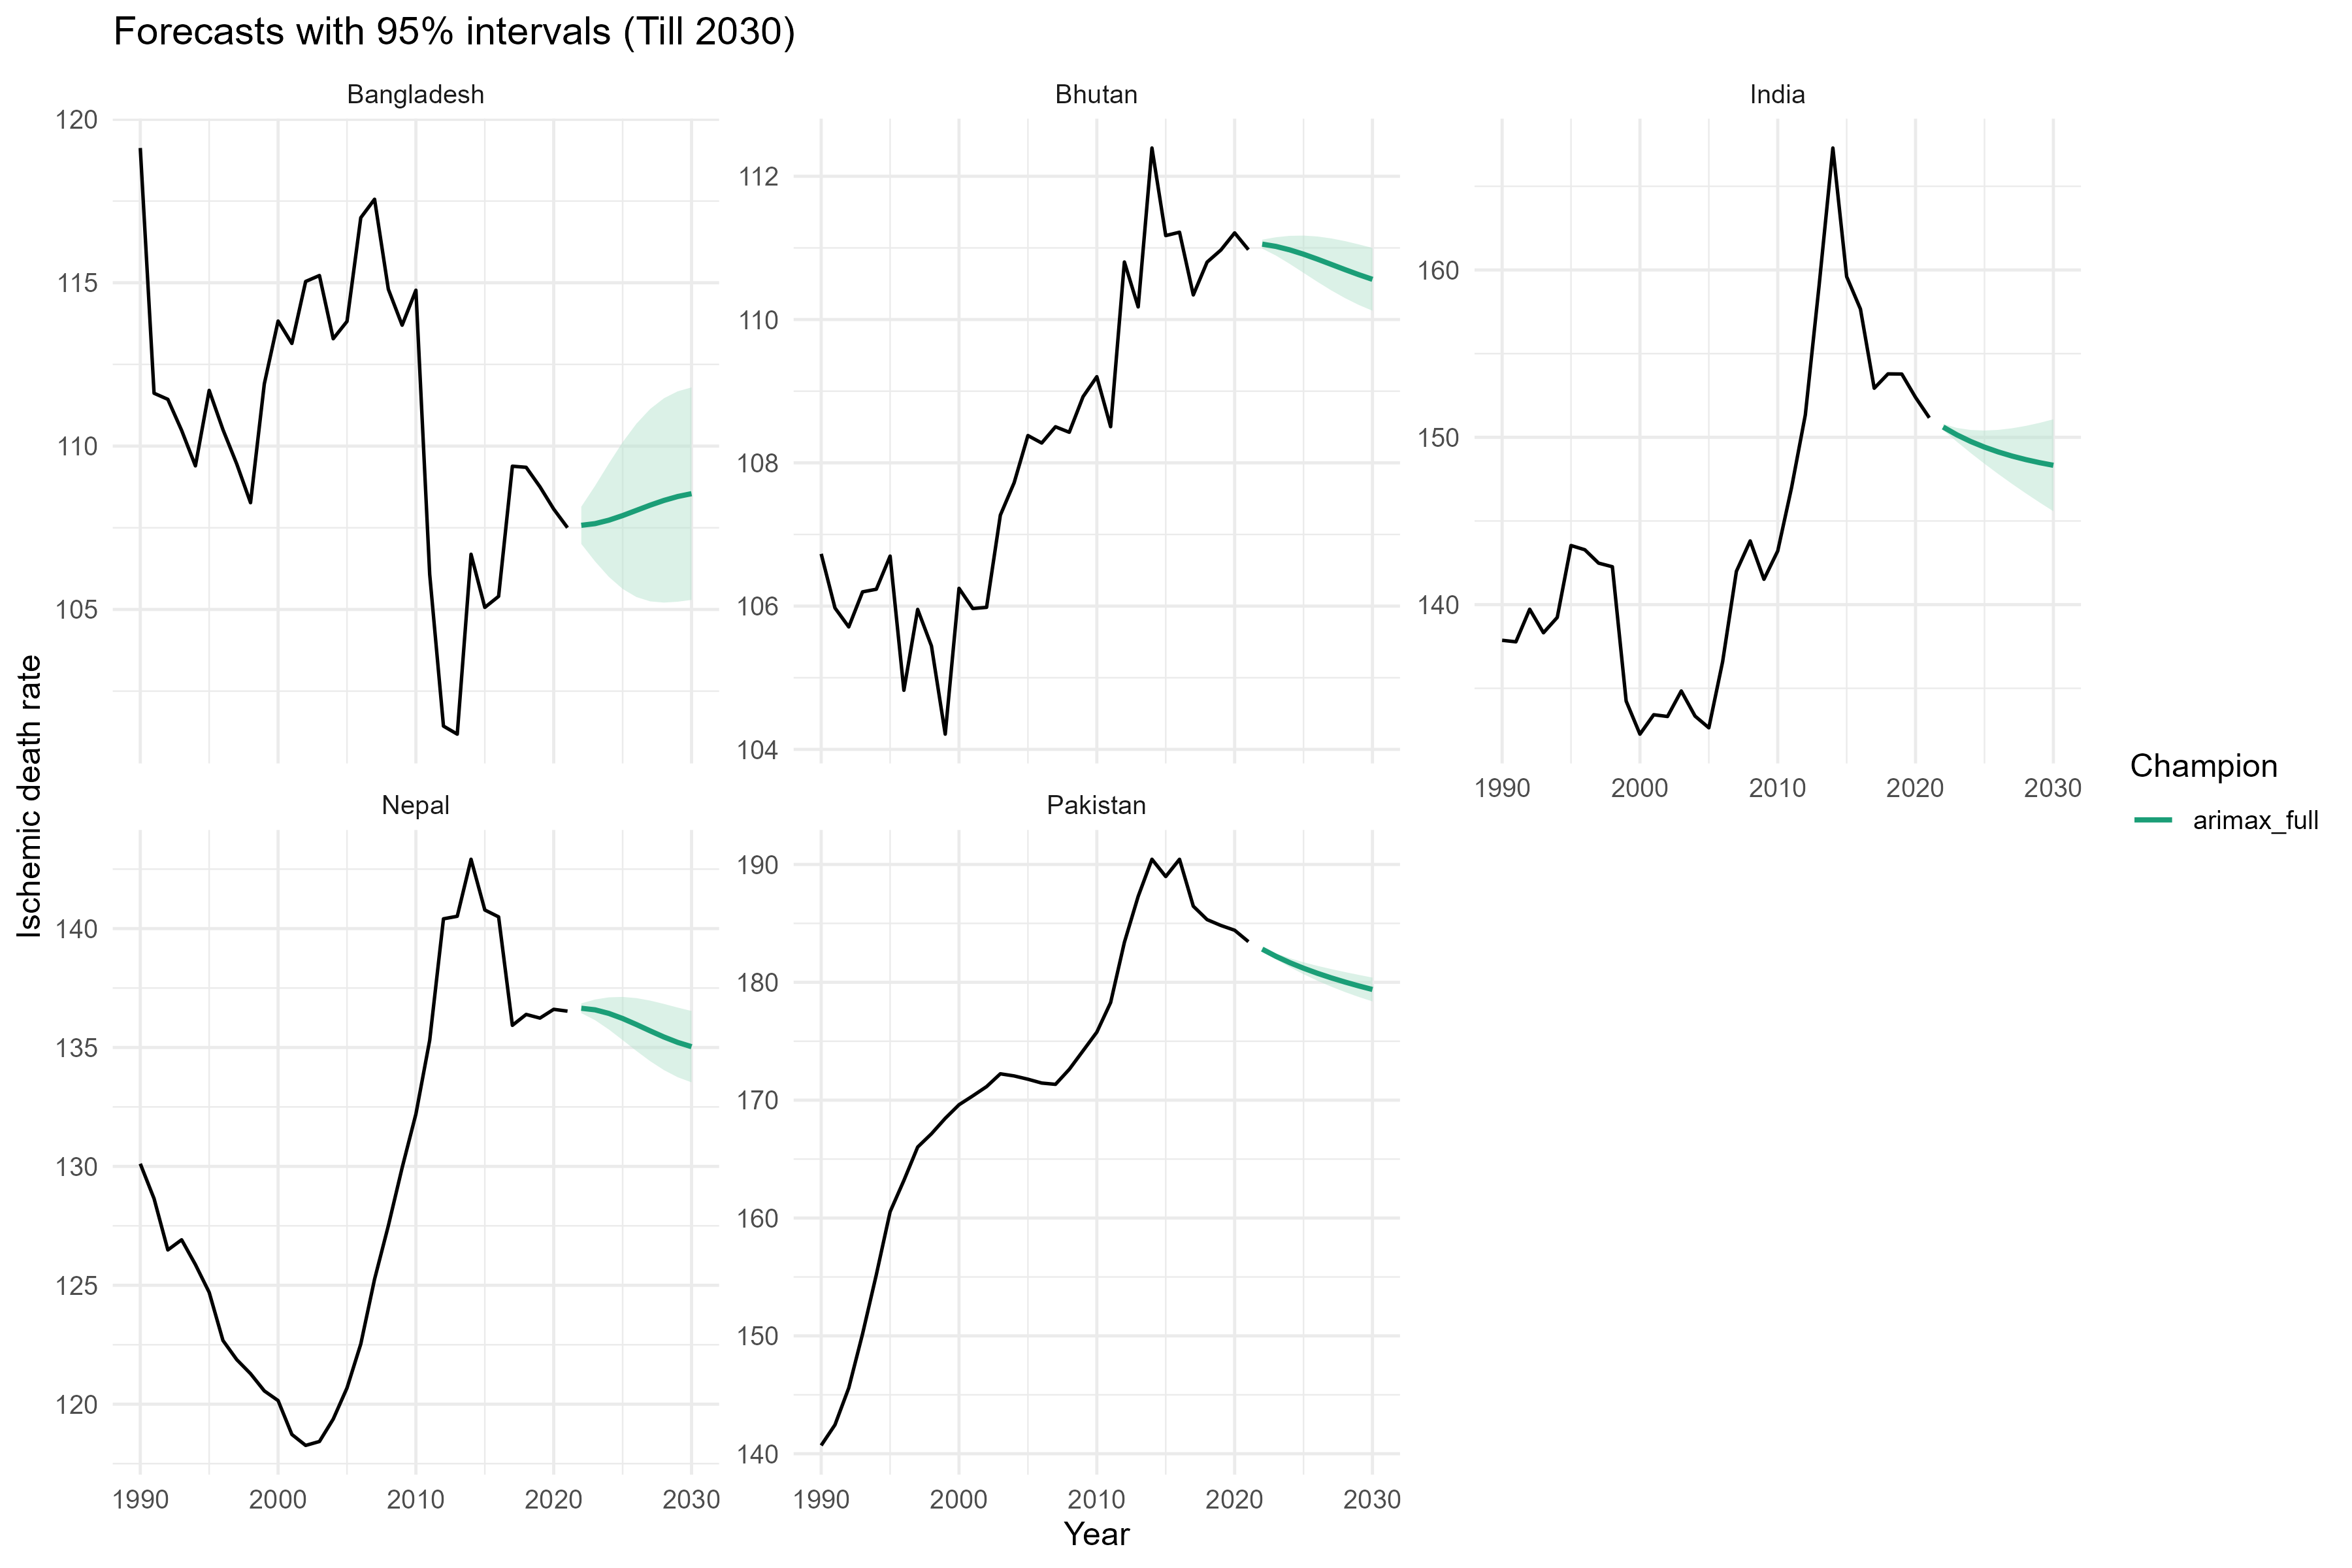 Forecasts with 95% intervals (Till 2030)
Bangladesh
120
115
110
105
Bhutan
112
110
108
106
104
India
160
150
140
1990 2000 2010 2020 2030
Ischemic death rate
Nepal
140
135
130
125
120
1990 2000 2010 2020 2030
Pakistan
190
180
170
160
150
140
1990 2000 2010 2020 2030
Year
Champion
arimax_full